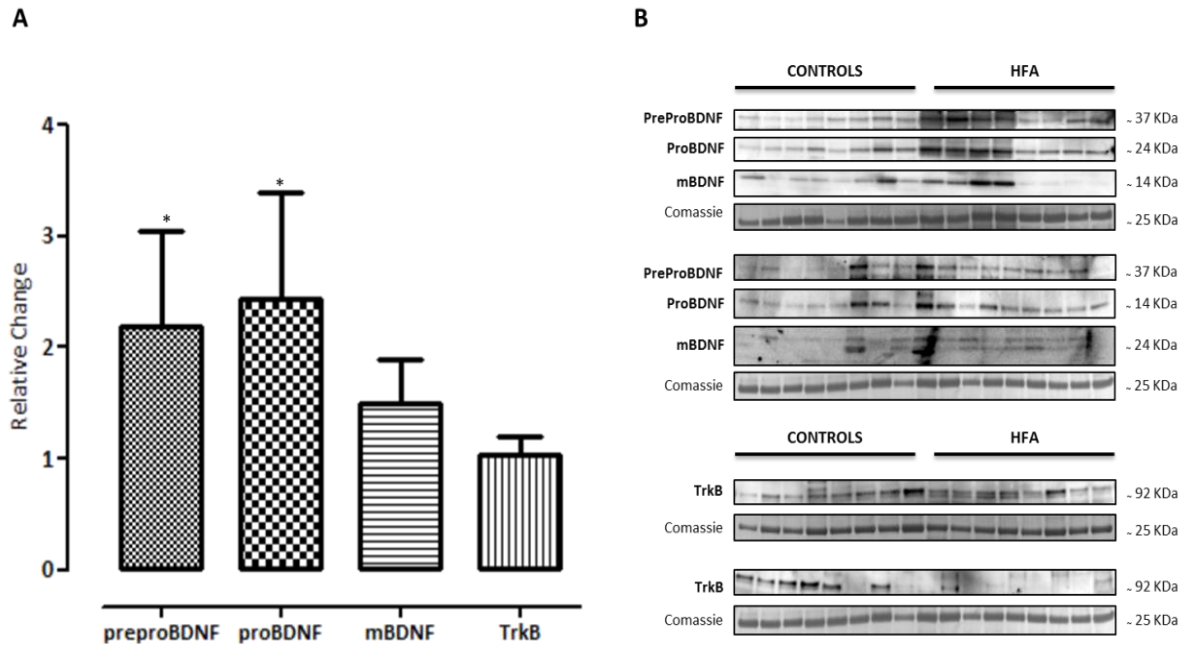 A
4
3
2
1
0
Relative Change
*
*
preproBDNF proBDNF mBDNF TrkB
B
CONTROLS HFA
PreProBDNF ~ 37 KDa
ProBDNF ~ 24 KDa
mBDNF ~ 14 KDa
Comassie ~ 25 KDa
PreProBDNF ~ 37 KDa
ProBDNF ~ 14 KDa
mBDNF ~ 24 KDa
Comassie ~ 25 KDa
CONTROLS HFA
TrkB ~ 92 KDa
Comassie ~ 25 KDa
TrkB ~ 92 KDa
Comassie ~ 25 KDa